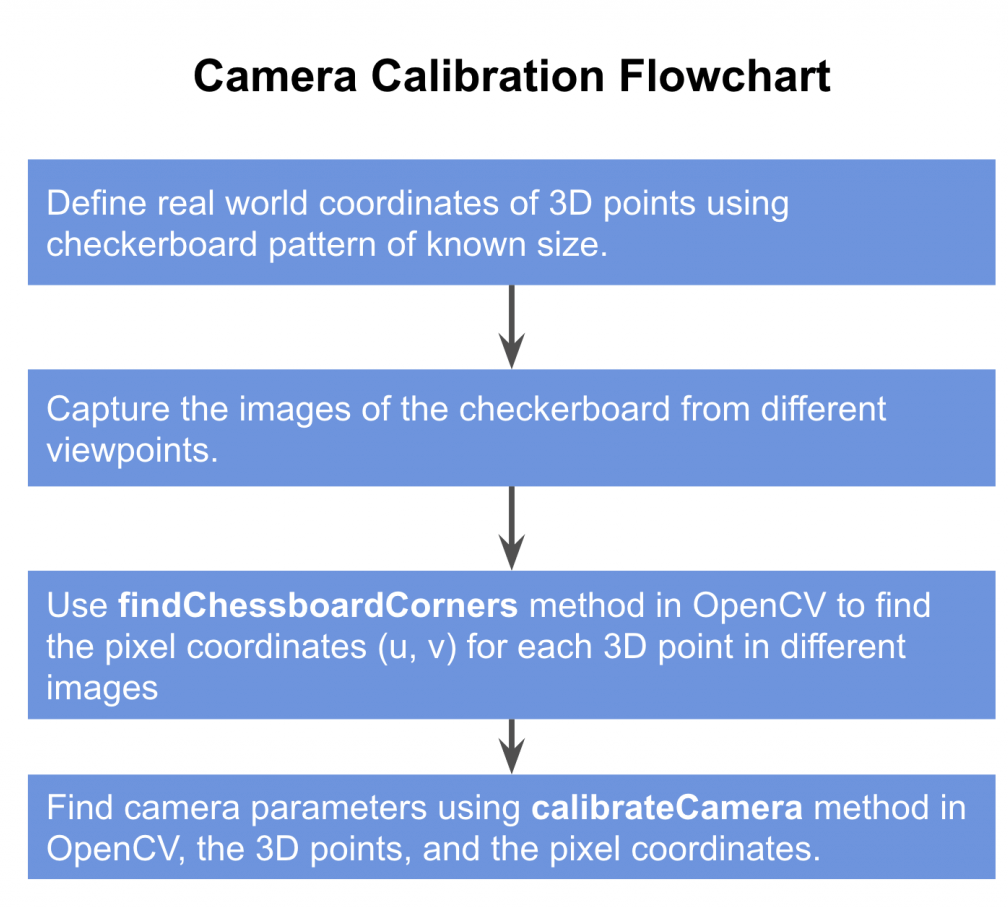 Camera Calibration Flowchart
Define real world coordinates of 3D points using
checkerboard pattern of known size.
Capture the images of the checkerboard from different
viewpoints.
Use findChessboardCorners method in OpenCV to find
the pixel coordinates (u, v) for each 3D point in different
images
Find camera parameters using calibrateCamera method in
OpenCV, the 3D points, and the pixel coordinates.